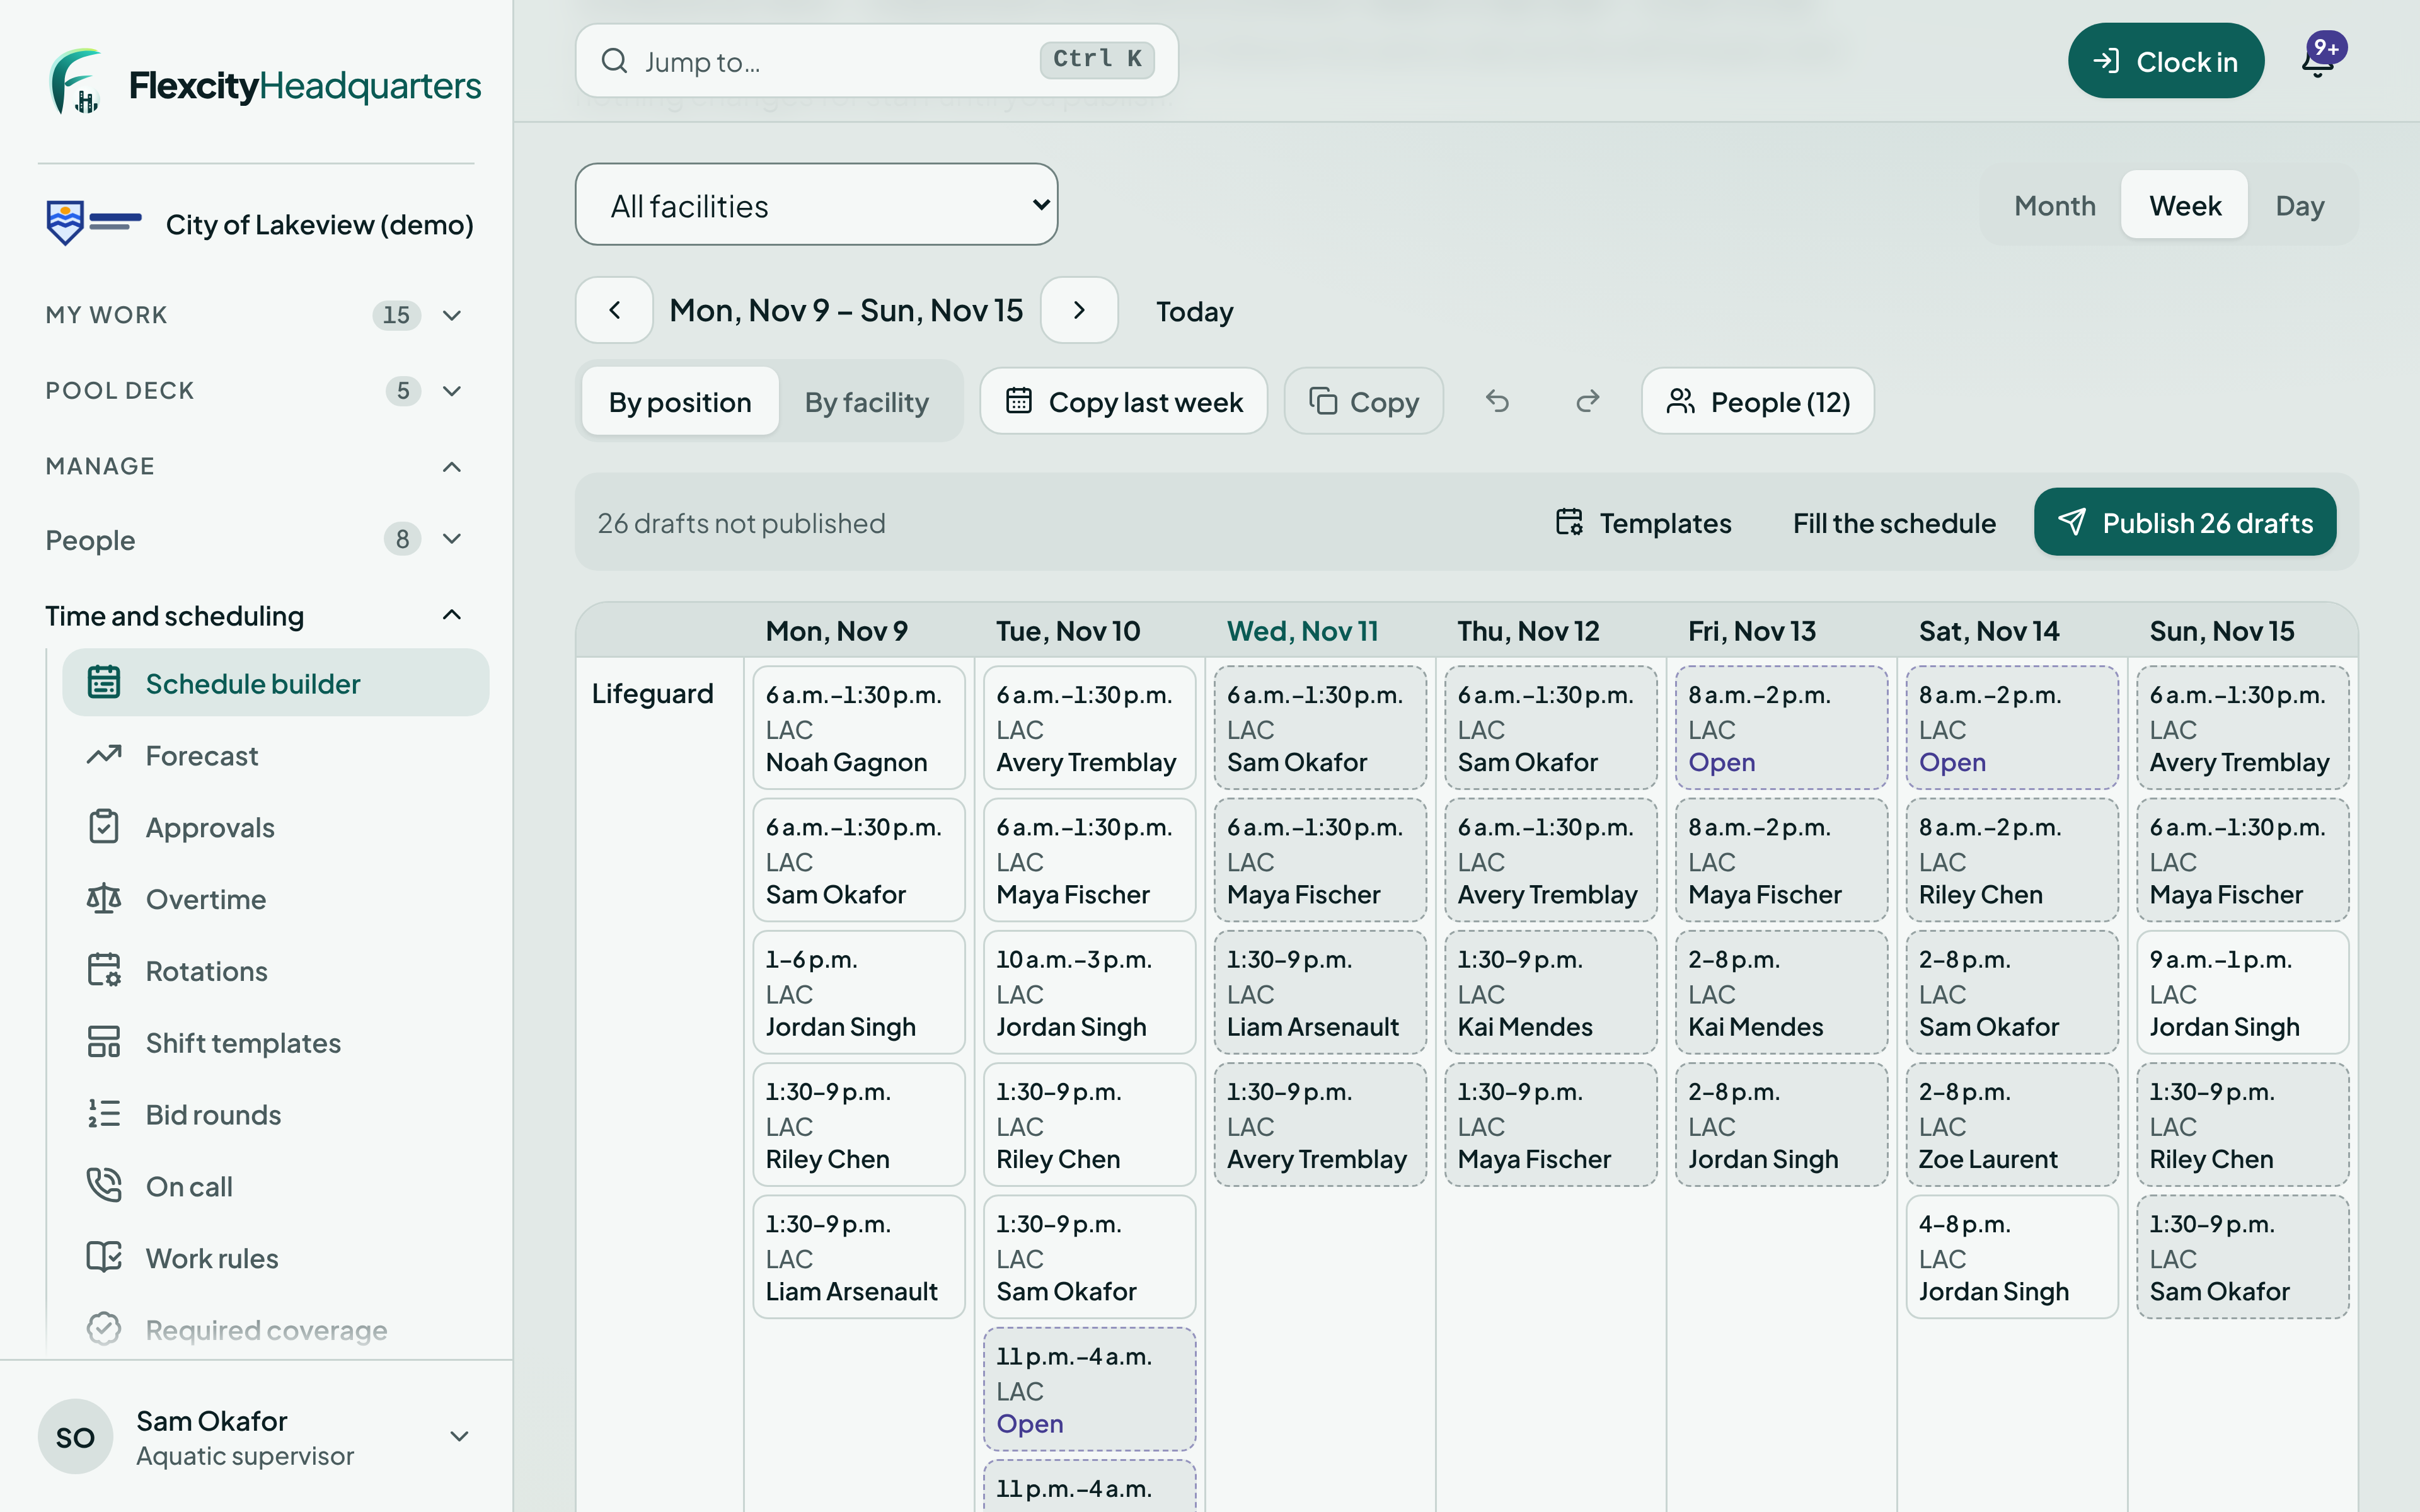 FlexcityHeadquarters
City of Lakeview (demo)
MY WORK 15
POOL DECK 5
MANAGE
People 8
Time and scheduling
Schedule builder
Forecast
Approvals
Overtime
Rotations
Shift templates
Bid rounds
On call
Work rules
Required coverage
SO
Sam Okafor
Aquatic supervisor
Jump to... Ctrl K
Clock in
9+
nothing changes for staff until you publish.
All facilities
Month Week Day
Mon, Nov 9 – Sun, Nov 15
Today
By position By facility Copy last week Copy People (12)
26 drafts not published
Templates Fill the schedule Publish 26 drafts
Mon, Nov 9 Tue, Nov 10 Wed, Nov 11 Thu, Nov 12 Fri, Nov 13 Sat, Nov 14 Sun, Nov 15
Lifeguard
6 a.m.–1:30 p.m. 6 a.m.–1:30 p.m. 6 a.m.–1:30 p.m. 6 a.m.–1:30 p.m. 8 a.m.–2 p.m. 8 a.m.–2 p.m. 6 a.m.–1:30 p.m.
LAC LAC LAC LAC LAC LAC LAC
Noah Gagnon Avery Tremblay Sam Okafor Sam Okafor Open Open Avery Tremblay
6 a.m.–1:30 p.m. 6 a.m.–1:30 p.m. 6 a.m.–1:30 p.m. 6 a.m.–1:30 p.m. 8 a.m.–2 p.m. 8 a.m.–2 p.m. 6 a.m.–1:30 p.m.
LAC LAC LAC LAC LAC LAC LAC
Sam Okafor Maya Fischer Maya Fischer Avery Tremblay Maya Fischer Riley Chen Maya Fischer
1–6 p.m. 10 a.m.–3 p.m. 1:30–9 p.m. 1:30–9 p.m. 2–8 p.m. 2–8 p.m. 9 a.m.–1 p.m.
LAC LAC LAC LAC LAC LAC LAC
Jordan Singh Jordan Singh Liam Arsenault Kai Mendes Kai Mendes Sam Okafor Jordan Singh
1:30–9 p.m. 1:30–9 p.m. 1:30–9 p.m. 1:30–9 p.m. 2–8 p.m. 2–8 p.m. 1:30–9 p.m.
LAC LAC LAC LAC LAC LAC LAC
Riley Chen Riley Chen Avery Tremblay Maya Fischer Jordan Singh Zoe Laurent Riley Chen
1:30–9 p.m. 1:30–9 p.m. 4–8 p.m. 1:30–9 p.m.
LAC LAC LAC LAC
Liam Arsenault Sam Okafor Jordan Singh Sam Okafor
11 p.m.–4 a.m.
LAC
Open
11 p.m.–4 a.m.